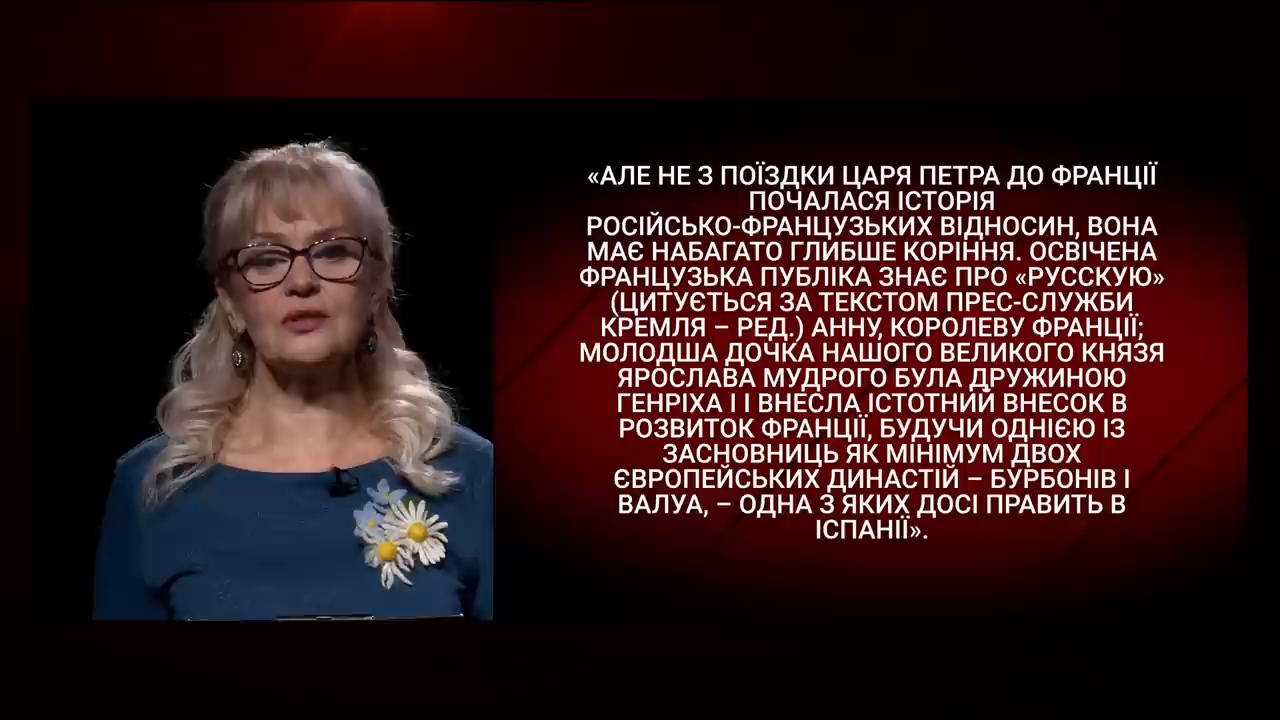 «АЛЕ НЕ З ПОЇЗДКИ ЦАРЯ ПЕТРА ДО ФРАНЦІЇ
ПОЧАЛАСЯ ІСТОРІЯ
РОСІЙСЬКО-ФРАНЦУЗЬКИХ ВІДНОСИН, ВОНА
МАЄ НАБАГАТО ГЛИБШЕ КОРІННЯ. ОСВІЧЕНА
ФРАНЦУЗЬКА ПУБЛІКА ЗНАЄ ПРО «РУССКУЮ»
(ЦИТУЄТЬСЯ ЗА ТЕКСТОМ ПРЕС-СЛУЖБИ
КРЕМЛЯ – РЕД.) АННУ, КОРОЛЕВУ ФРАНЦІЇ;
МОЛОДША ДОЧКА НАШОГО ВЕЛИКОГО КНЯЗЯ
ЯРОСЛАВА МУДРОГО БУЛА ДРУЖИНОЮ
ГЕНРІХА І І ВНЕСЛА ІСТОТНИЙ ВНЕСОК В
РОЗВИТОК ФРАНЦІЇ, БУДУЧИ ОДНІЄЮ ІЗ
ЗАСНОВНИЦЬ ЯК МІНІМУМ ДВОХ
ЄВРОПЕЙСЬКИХ ДИНАСТІЙ – БУРБОНІВ І
ВАЛУА, – ОДНА З ЯКИХ ДОСІ ПРАВИТЬ В
ІСПАНІЇ».